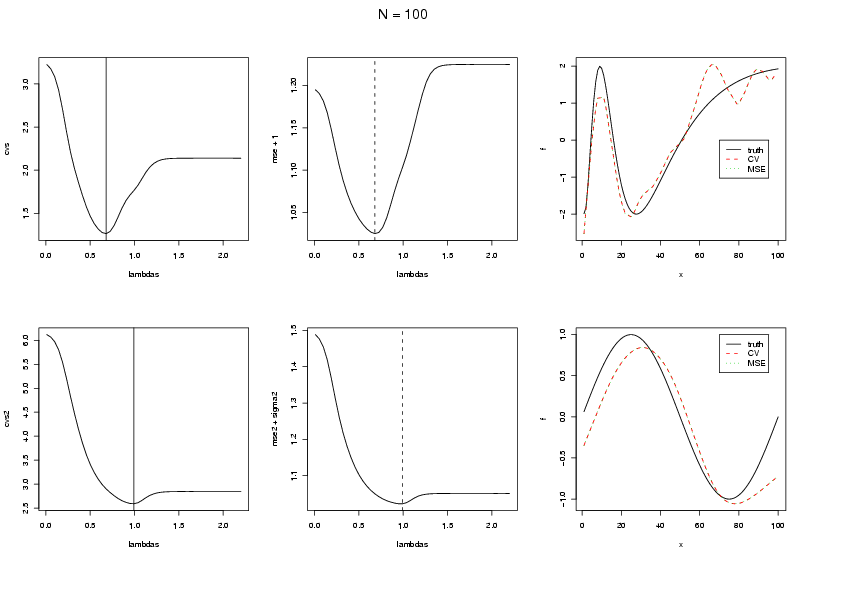 N = 100
cvs
3.0
2.5
2.0
1.5
0.0 0.5 1.0 1.5 2.0
lambdas
mse + 1
1.20
1.15
1.10
1.05
0.0 0.5 1.0 1.5 2.0
lambdas
f
2
1
0
−1
−2
truth
CV
MSE
0 20 40 60 80 100
x
cvs2
6.0
5.5
5.0
4.5
4.0
3.5
3.0
2.5
0.0 0.5 1.0 1.5 2.0
lambdas
mse2 + sigma2
1.5
1.4
1.3
1.2
1.1
0.0 0.5 1.0 1.5 2.0
lambdas
f
1.0
0.5
0.0
−0.5
−1.0
truth
CV
MSE
0 20 40 60 80 100
x